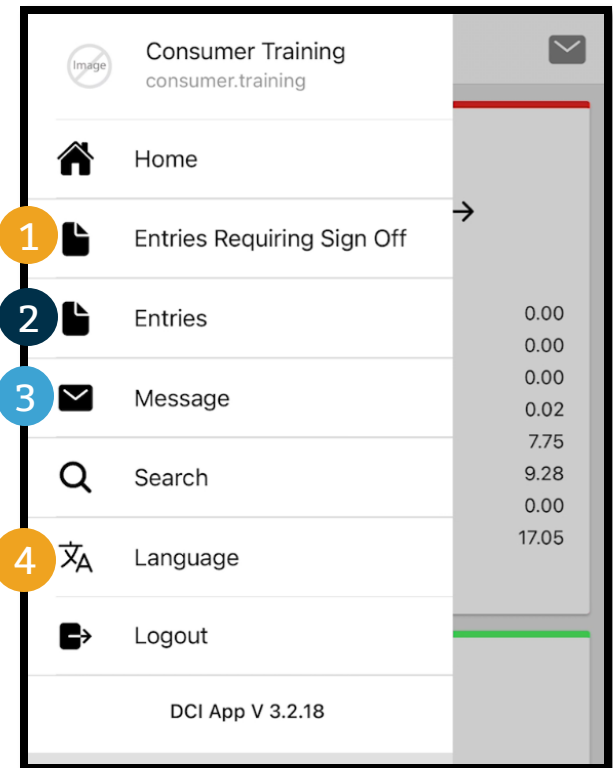 Image
Consumer Training
consumer.training
Home
1
Entries Requiring Sign Off
2
Entries
3
Message
Search
4
文A
Language
Logout
DCI App V 3.2.18
0.00
0.00
0.00
0.02
7.75
9.28
0.00
17.05